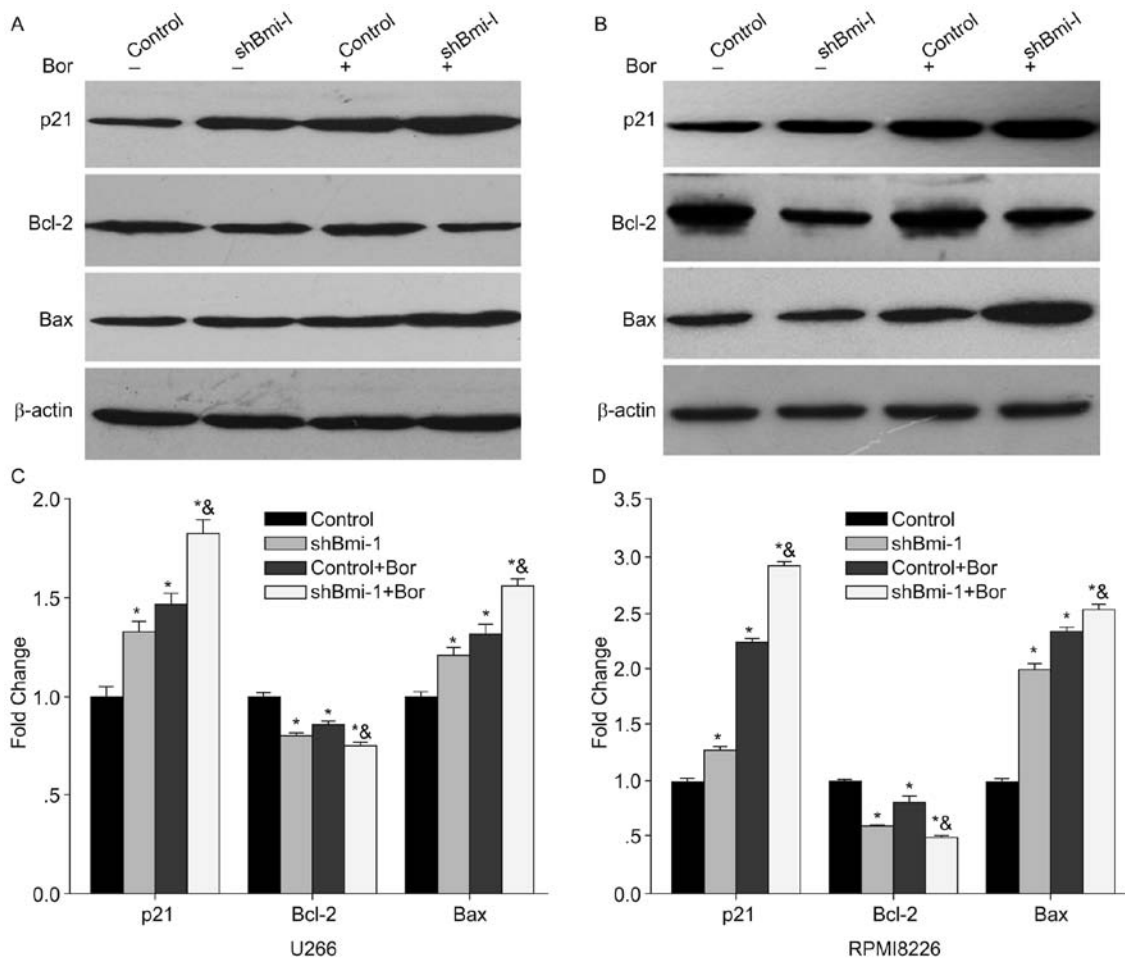 A
Control
shBmi-I
Control
shBmi-I
Bor
–
–
+
+
p21
Bcl-2
Bax
β-actin
B
Control
shBmi-I
Control
shBmi-I
Bor
–
–
+
+
p21
Bcl-2
Bax
β-actin
C
2.0
1.5
1.0
.5
0.0
Fold Change
Control
shBmi-1
Control+Bor
shBmi-1+Bor
*
*
*&
*
*
*&
*
*
*&
p21
Bcl-2
Bax
U266
D
3.5
3.0
2.5
2.0
1.5
1.0
.5
0.0
Fold Change
Control
shBmi-1
Control+Bor
shBmi-1+Bor
*
*
*&
*
*
*&
*
*
*&
p21
Bcl-2
Bax
RPMI8226